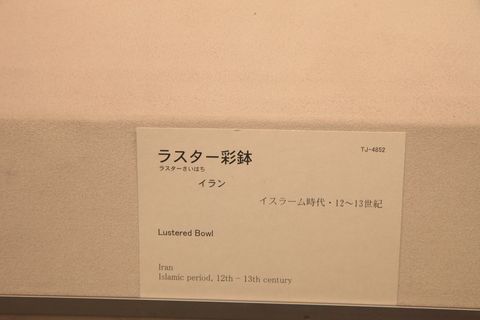 ラスター彩鉢
TJ-4852
ラスターさいはち
イラン
イスラーム時代・12～13世紀
Lustered Bowl
Iran
Islamic period, 12th – 13th century